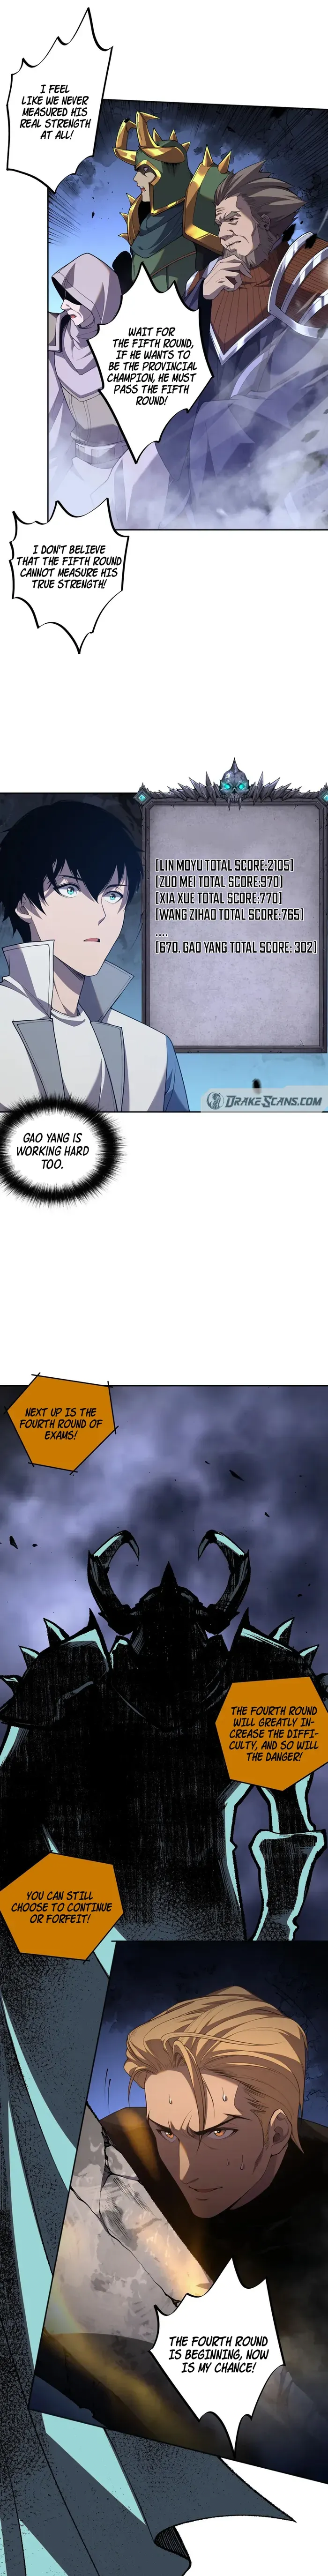 I FEEL
LIKE WE NEVER
MEASURED HIS
REAL STRENGTH
AT ALL!
WAIT FOR
THE FIFTH ROUND,
IF HE WANTS TO
BE THE PROVINCIAL
CHAMPION, HE MUST
PASS THE FIFTH
ROUND!
I DON'T BELIEVE
THAT THE FIFTH ROUND
CANNOT MEASURE HIS
TRUE STRENGTH!
[LIN MOYU TOTAL SCORE:2105]
[ZUO MEI TOTAL SCORE:970]
[XIA XUE TOTAL SCORE:770]
[WANG ZIHAO TOTAL SCORE:765]
....
[670. GAO YANG TOTAL SCORE: 302]
DRAKESCANS.COM
GAO YANG IS
WORKING HARD
TOO.
NEXT UP IS THE
FOURTH ROUND OF
EXAMS!
THE FOURTH ROUND
WILL GREATLY IN-
CREASE THE DIFFI-
CULTY, AND SO WILL
THE DANGER!
YOU CAN STILL
CHOOSE TO CONTINUE
OR FORFEIT!
THE FOURTH ROUND
IS BEGINNING, NOW
IS MY CHANCE!